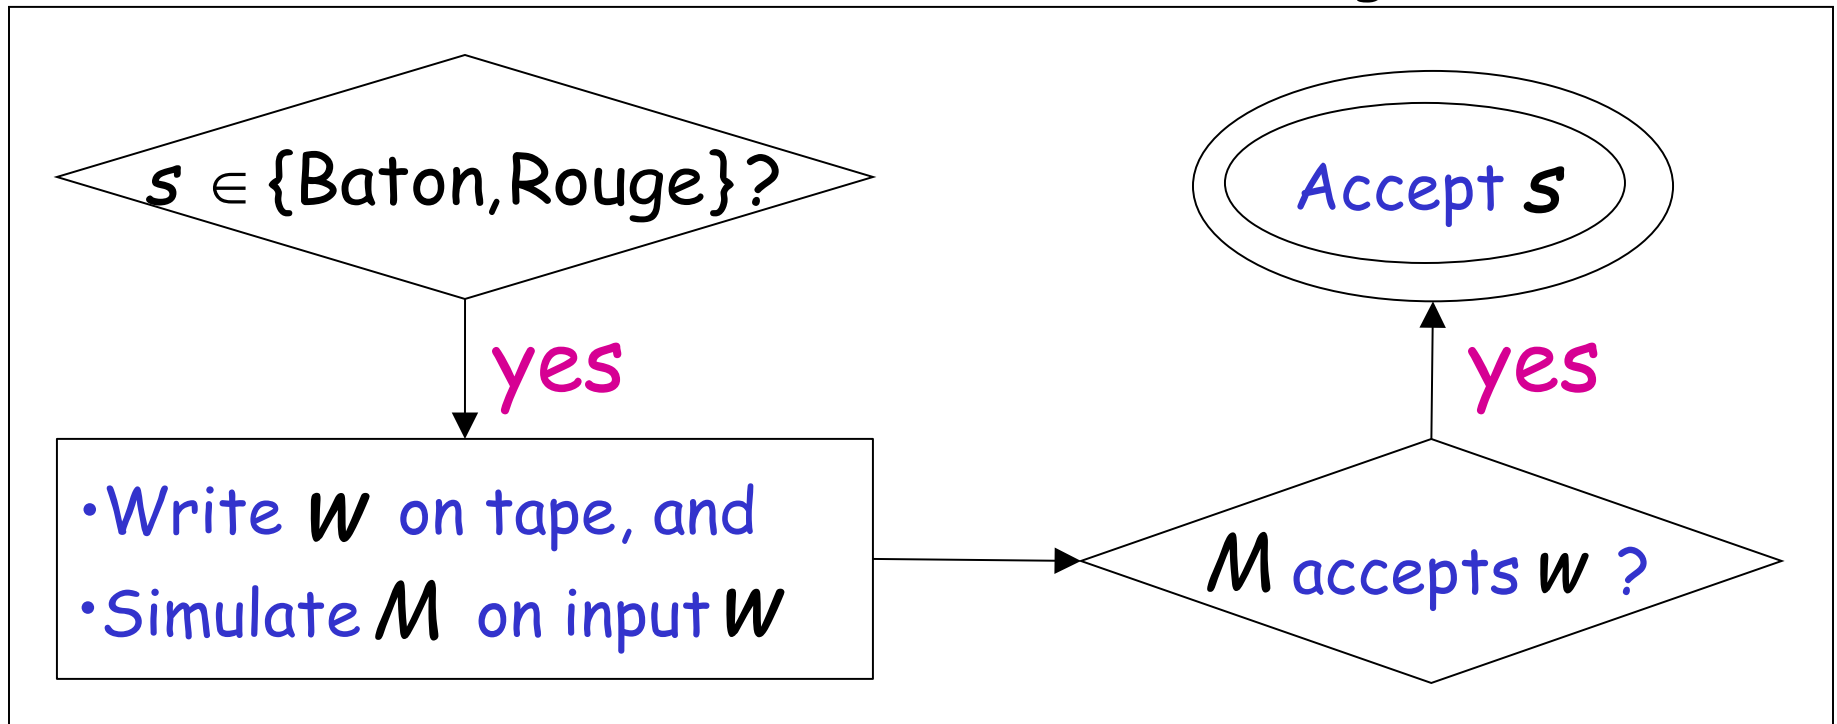 s ∈ {Baton,Rouge}?
yes
•Write w on tape, and
•Simulate M on input w
Accept s
yes
M accepts w ?